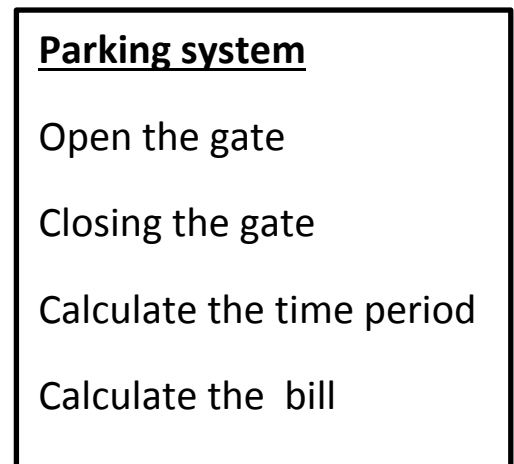 Parking system
Open the gate
Closing the gate
Calculate the time period
Calculate the  bill